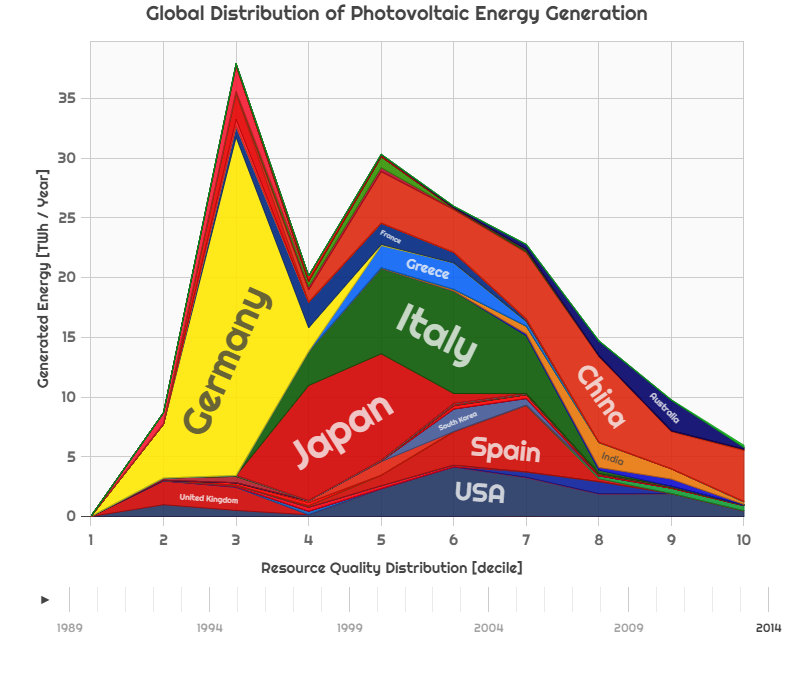 Global Distribution of Photovoltaic Energy Generation
Generated Energy [TWh / Year]
35
30
25
20
15
10
5
0
Germany
United Kingdom
Japan
France
Greece
Italy
South Korea
Spain
USA
China
India
Australia
1 2 3 4 5 6 7 8 9 10
Resource Quality Distribution [decile]
1989 1994 1999 2004 2009 2014